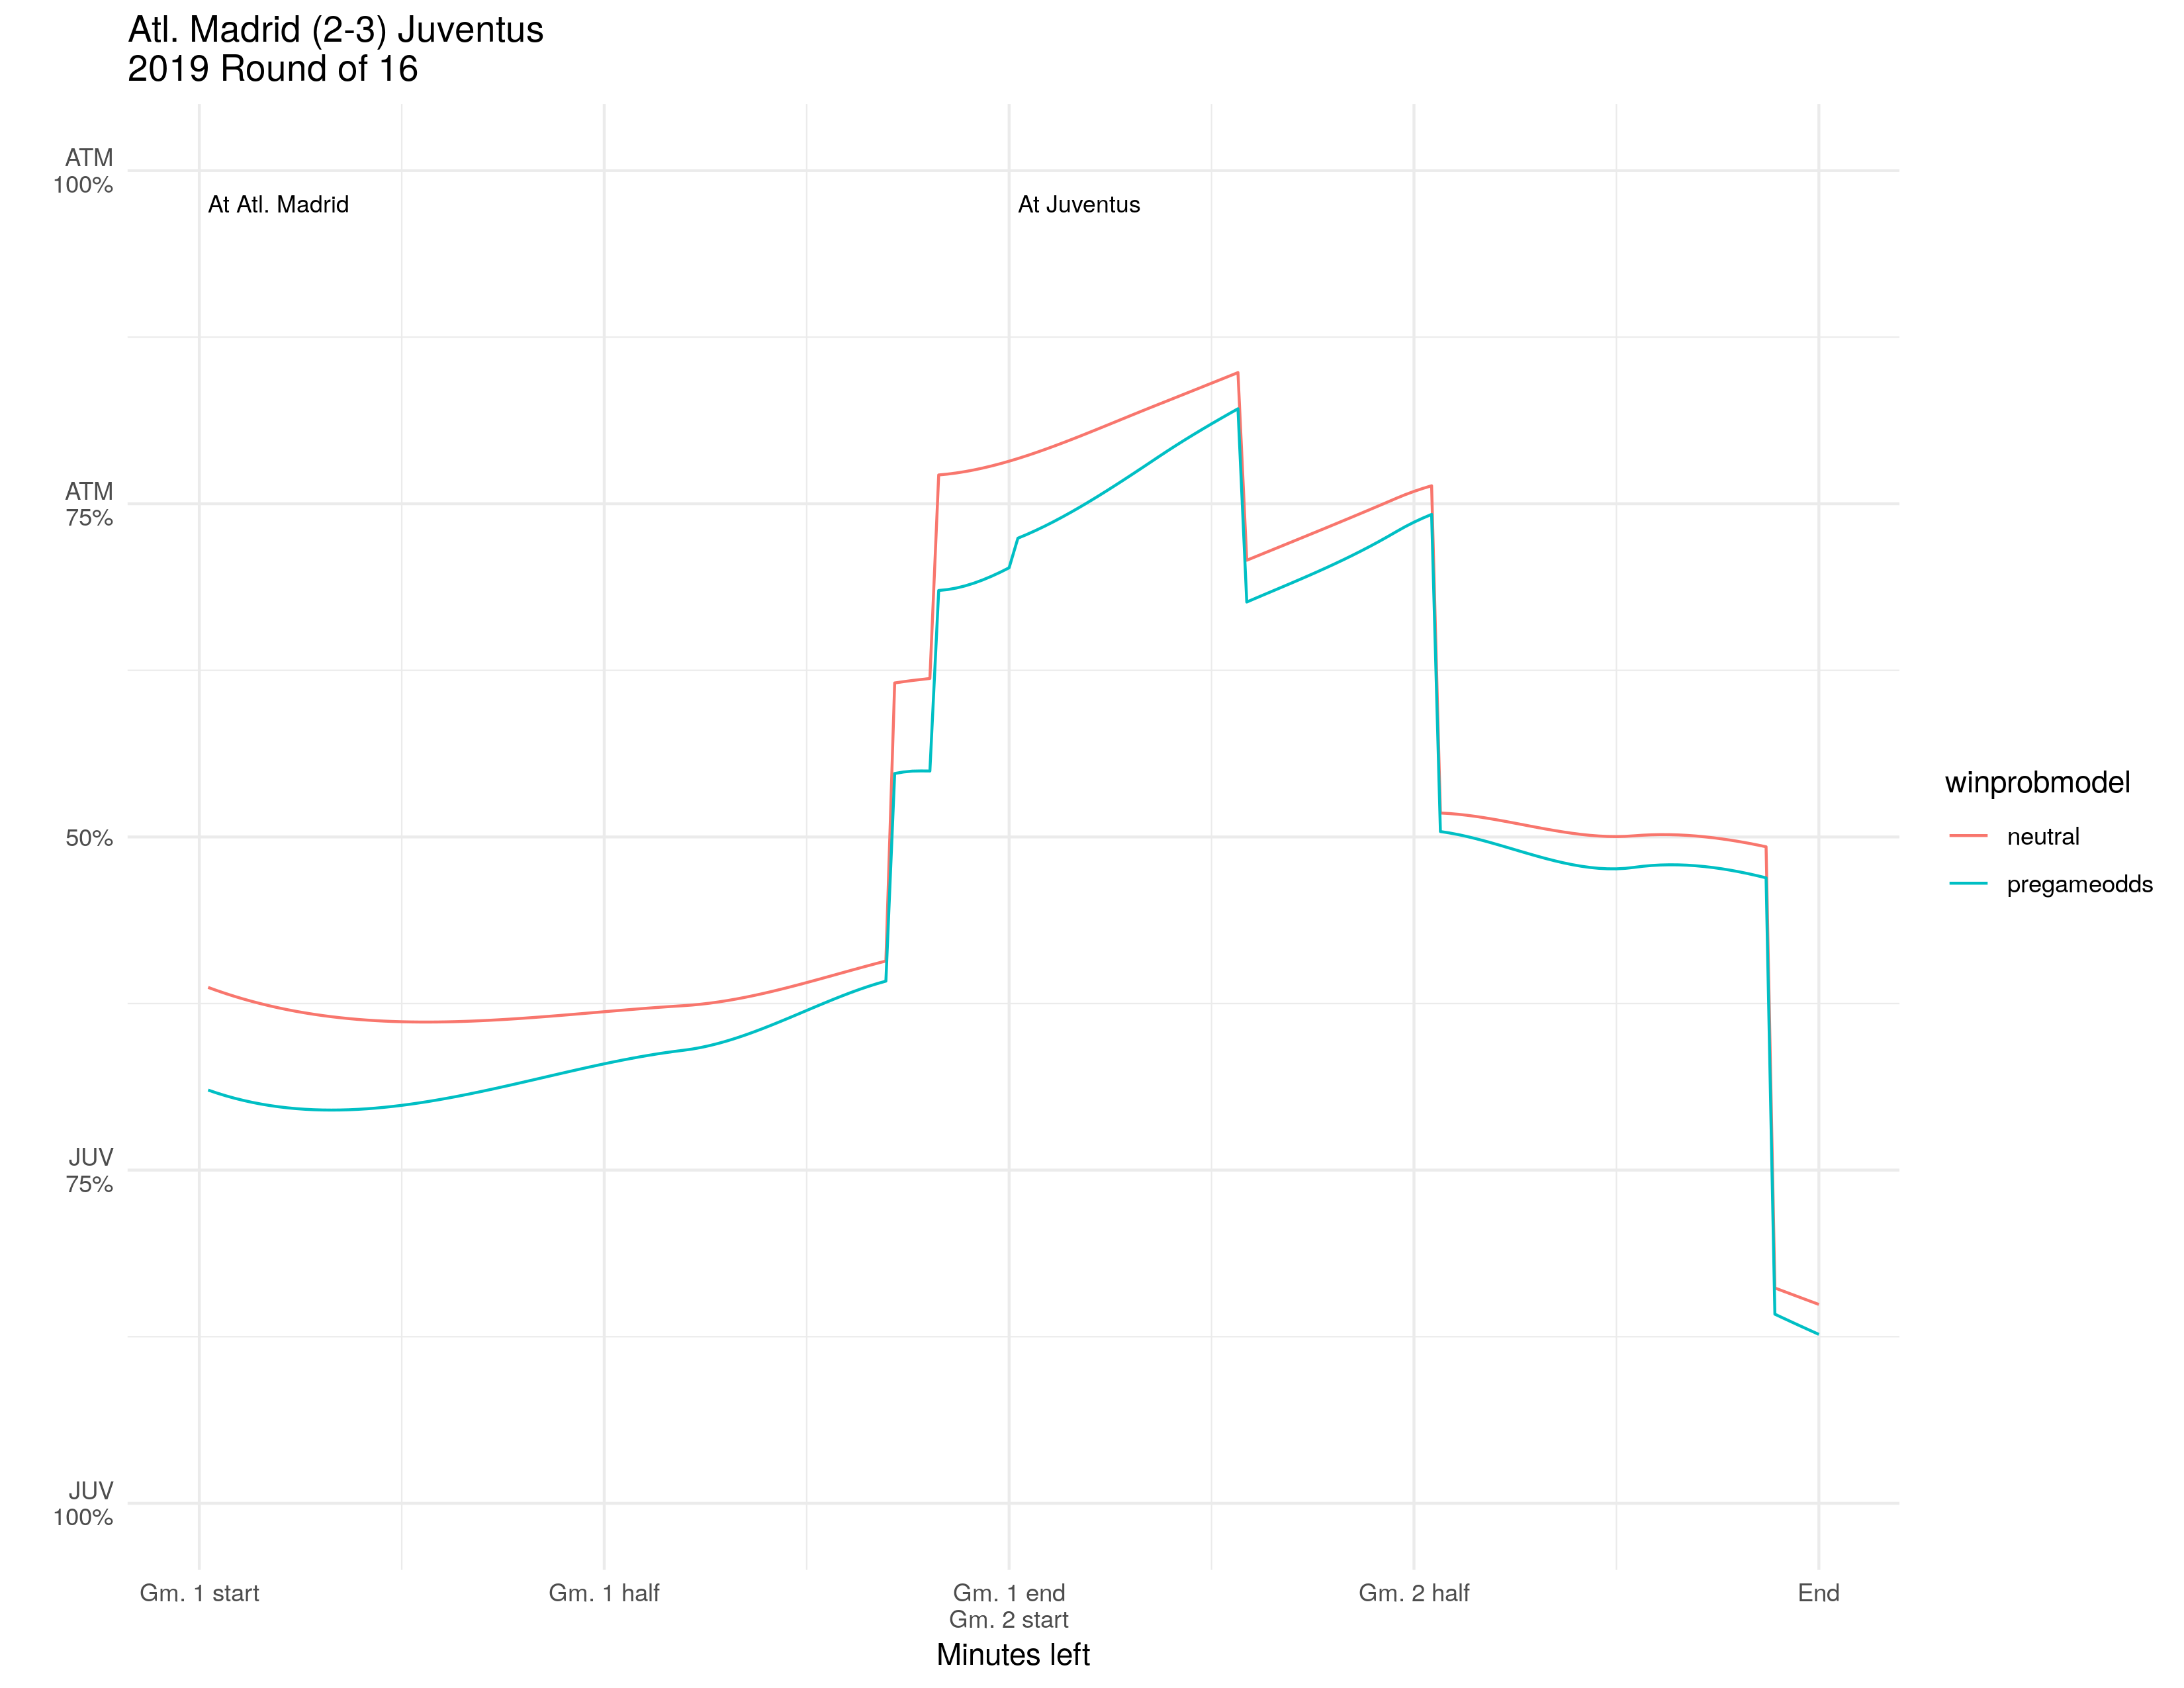 Atl. Madrid (2-3) Juventus
2019 Round of 16
ATM
100%
At Atl. Madrid
At Juventus
ATM
75%
50%
JUV
75%
JUV
100%
winprobmodel
neutral
pregameodds
Gm. 1 start
Gm. 1 half
Gm. 1 end
Gm. 2 start
Gm. 2 half
End
Minutes left